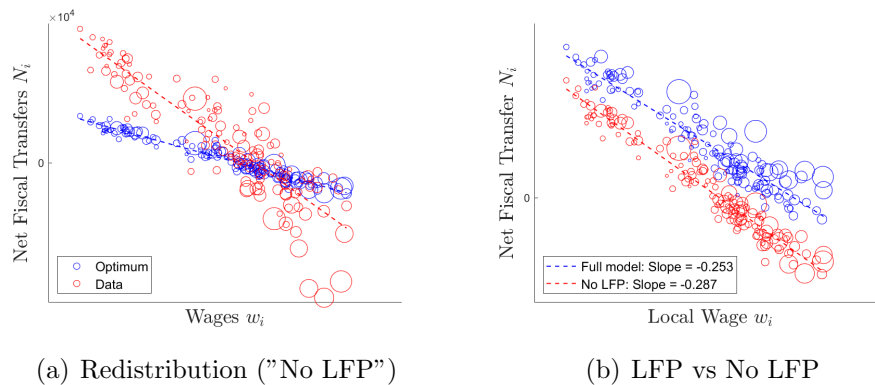 ×10⁴
Net Fiscal Transfers Nᵢ
0
Optimum
Data
Wages wᵢ
(a) Redistribution ("No LFP")
Net Fiscal Transfer Nᵢ
0
Full model: Slope = -0.253
No LFP: Slope = -0.287
Local Wage wᵢ
(b) LFP vs No LFP